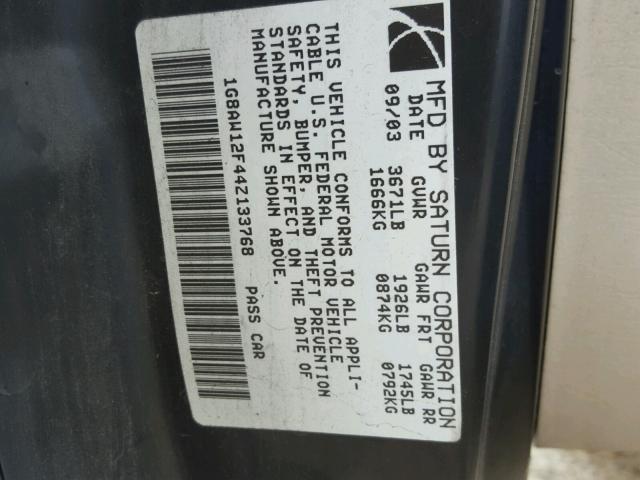 MFD BY SATURN CORPORATION
DATE GVWR GAWR FRT GAWR RR
09/03 3671LB 1926LB 1745LB
1666KG 0874KG 0792KG
THIS VEHICLE CONFORMS TO ALL APPLI-
CABLE U.S. FEDERAL MOTOR VEHICLE
SAFETY, BUMPER, AND THEFT PREVENTION
STANDARDS IN EFFECT ON THE DATE OF
MANUFACTURE SHOWN ABOVE.
1G8AW12F44Z133768 PASS CAR